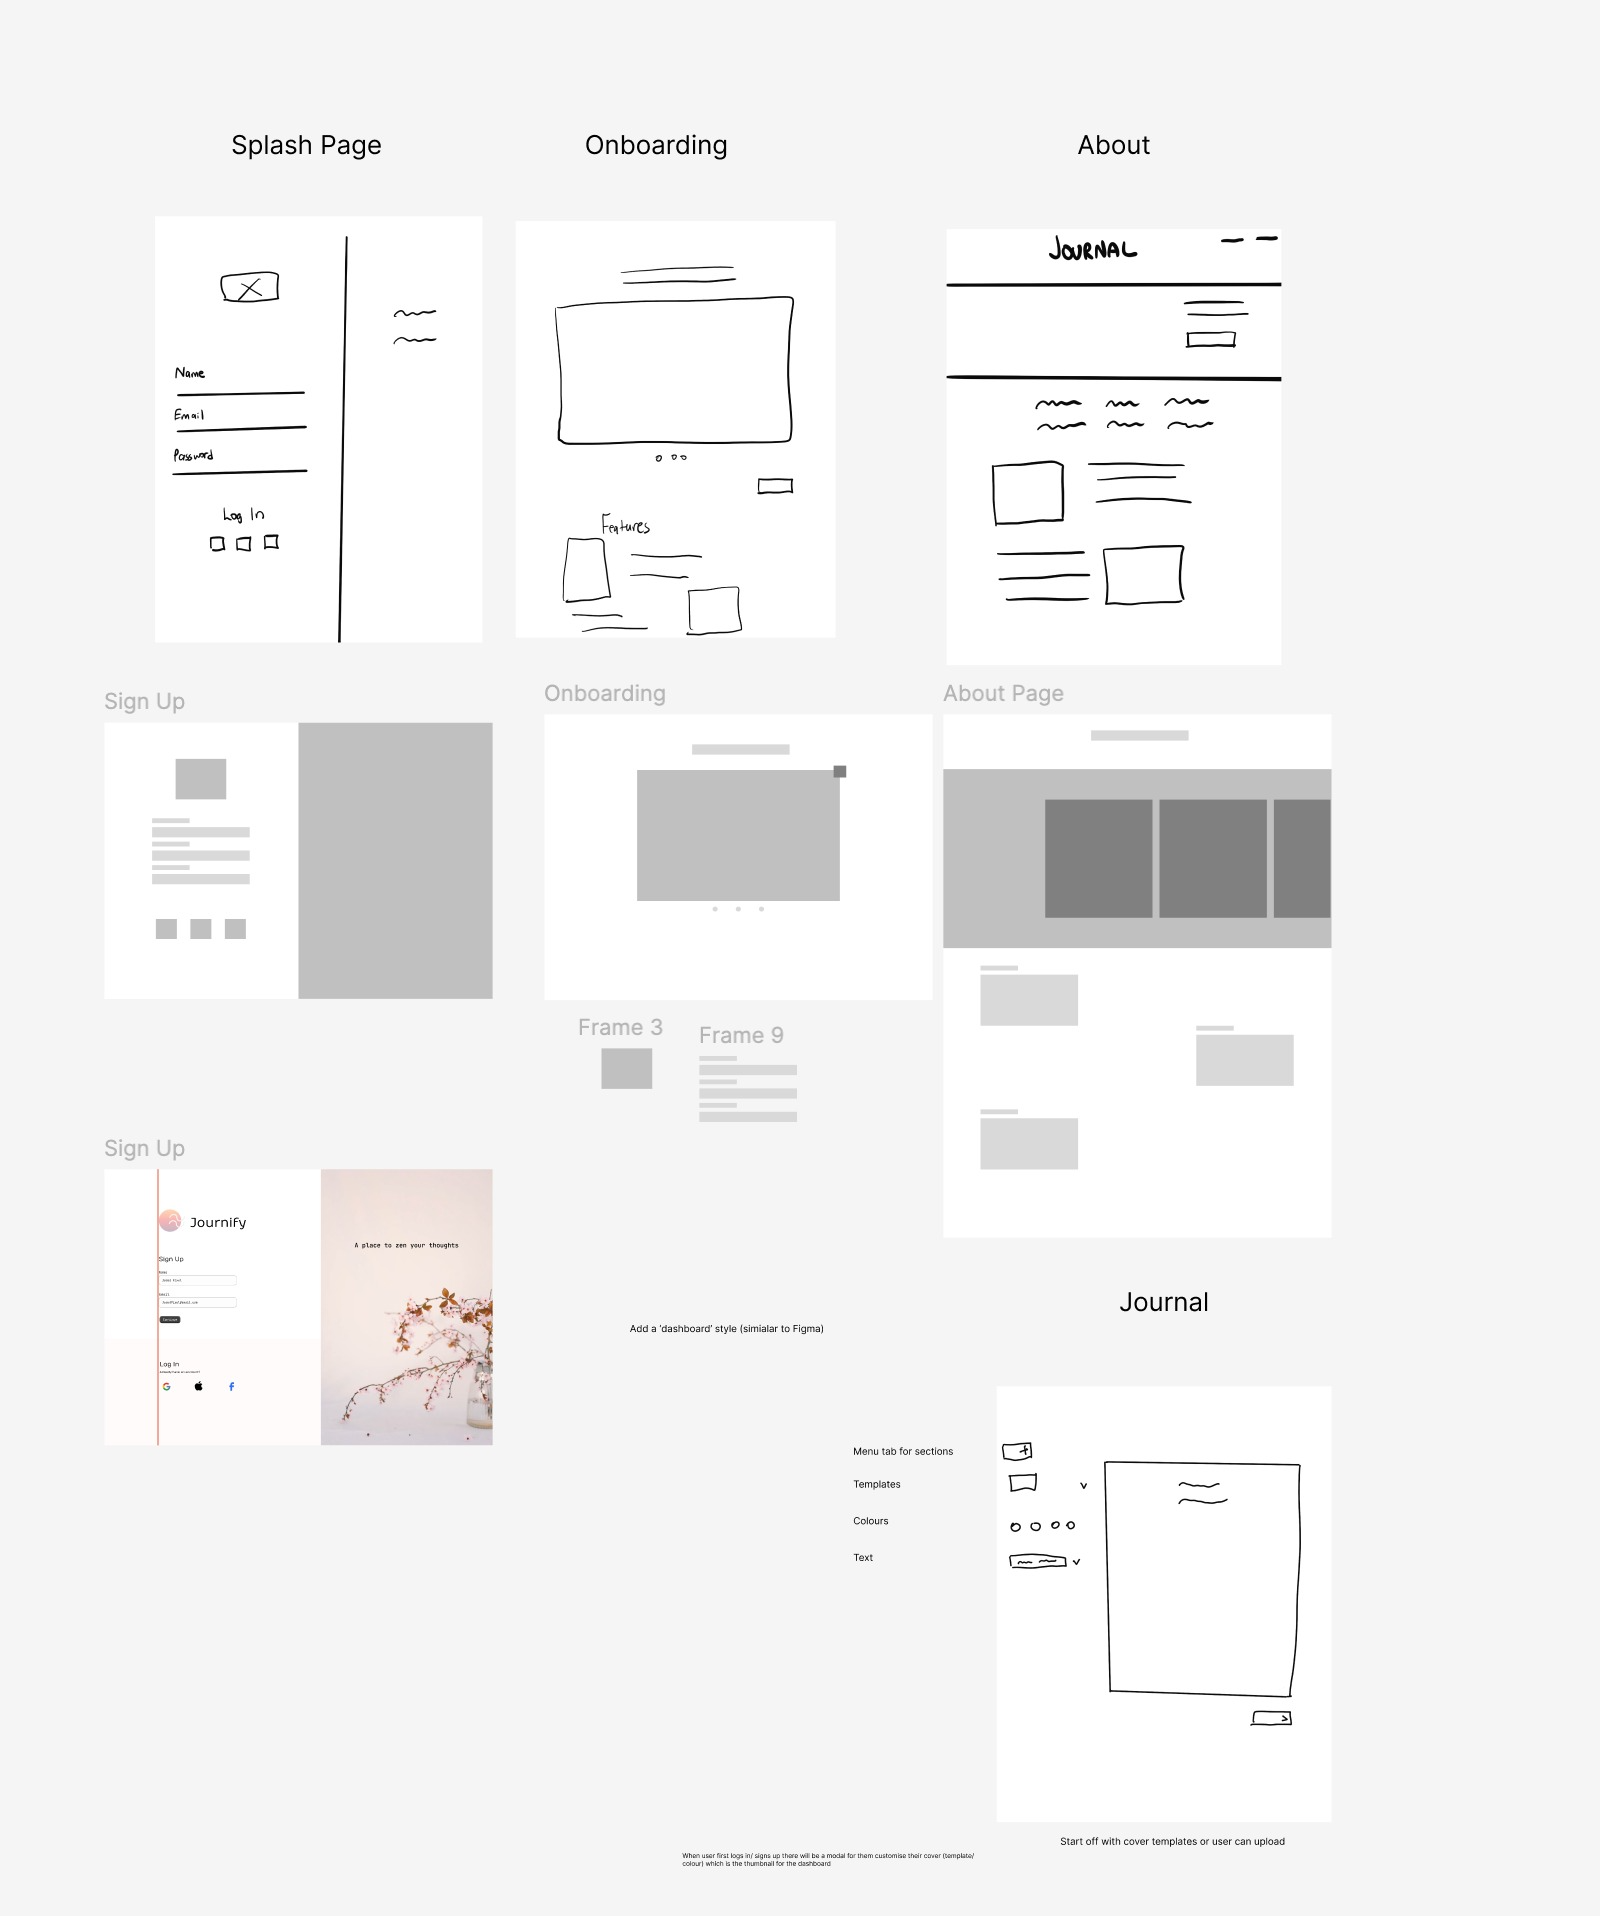 Splash Page
Onboarding
About
Name
Email
Password
Log In
Features
JOURNAL
Sign Up
Onboarding
About Page
Frame 3
Frame 9
Sign Up
Journify
Sign Up
Name
Email
Log In
A place to zen your thoughts
Add a 'dashboard' style (simialar to Figma)
Journal
Menu tab for sections
Templates
Colours
Text
Start off with cover templates or user can upload
When user first logs in/ signs up there will be a modal for them customise their cover (template/
colour) which is the thumbnail for the dashboard